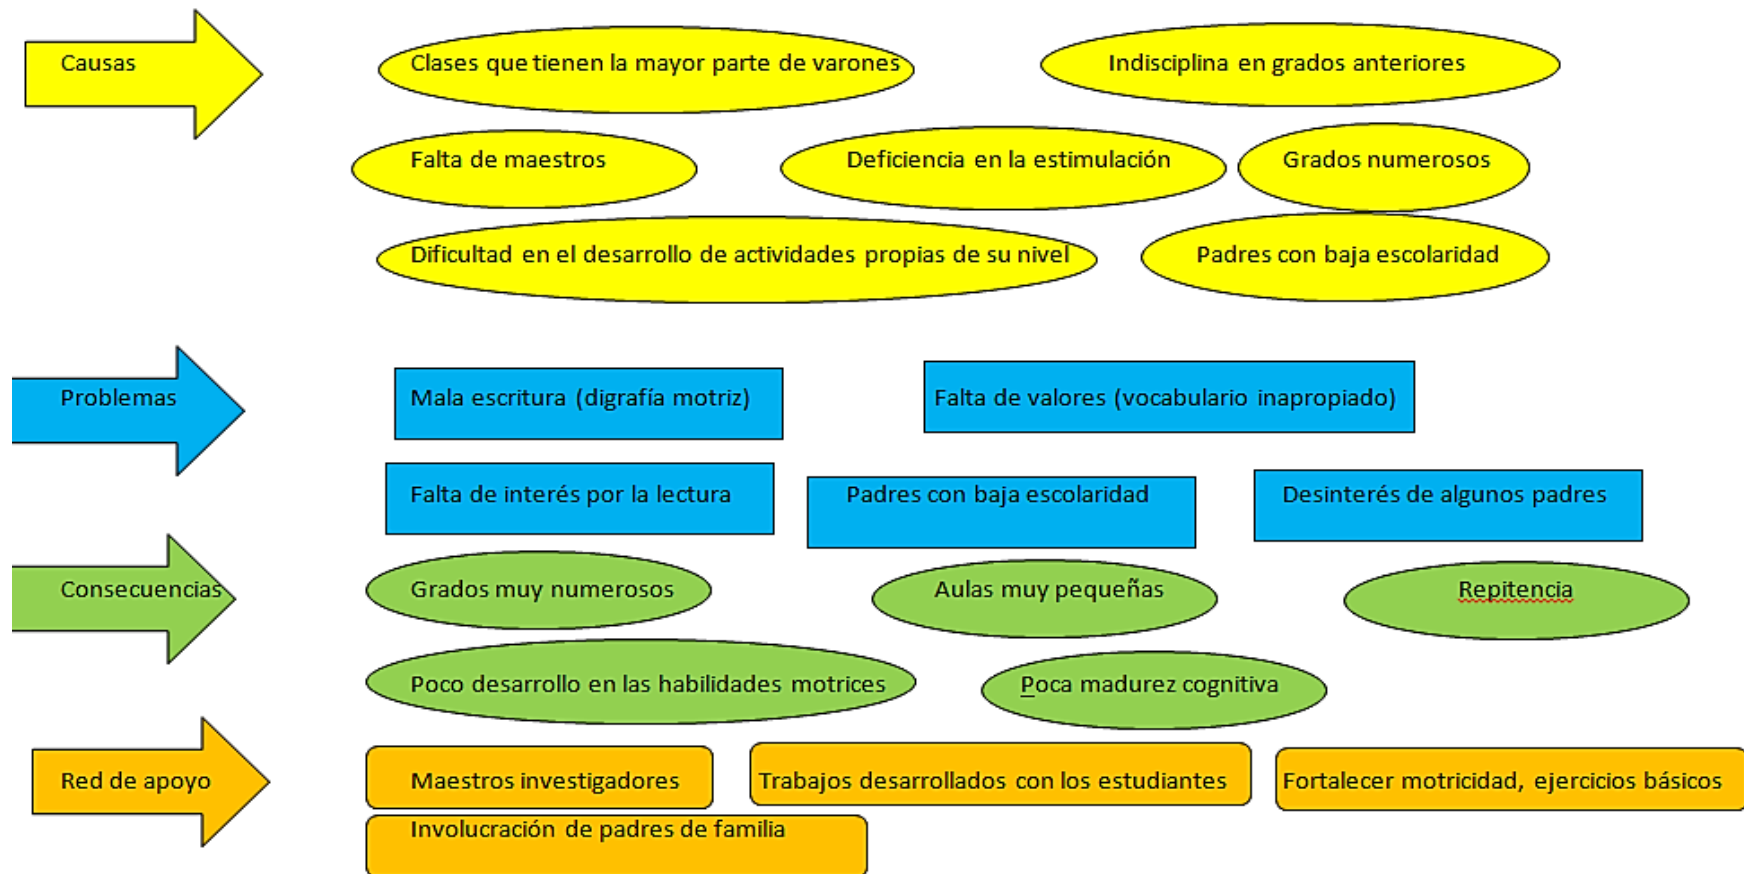 Causas
Clases que tienen la mayor parte de varones
Indisciplina en grados anteriores
Falta de maestros
Deficiencia en la estimulación
Grados numerosos
Dificultad en el desarrollo de actividades propias de su nivel
Padres con baja escolaridad
Problemas
Mala escritura (digrafía motriz)
Falta de valores (vocabulario inapropiado)
Falta de interés por la lectura
Padres con baja escolaridad
Desinterés de algunos padres
Consecuencias
Grados muy numerosos
Aulas muy pequeñas
Repitencia
Poco desarrollo en las habilidades motrices
Poca madurez cognitiva
Red de apoyo
Maestros investigadores
Trabajos desarrollados con los estudiantes
Fortalecer motricidad, ejercicios básicos
Involucración de padres de familia